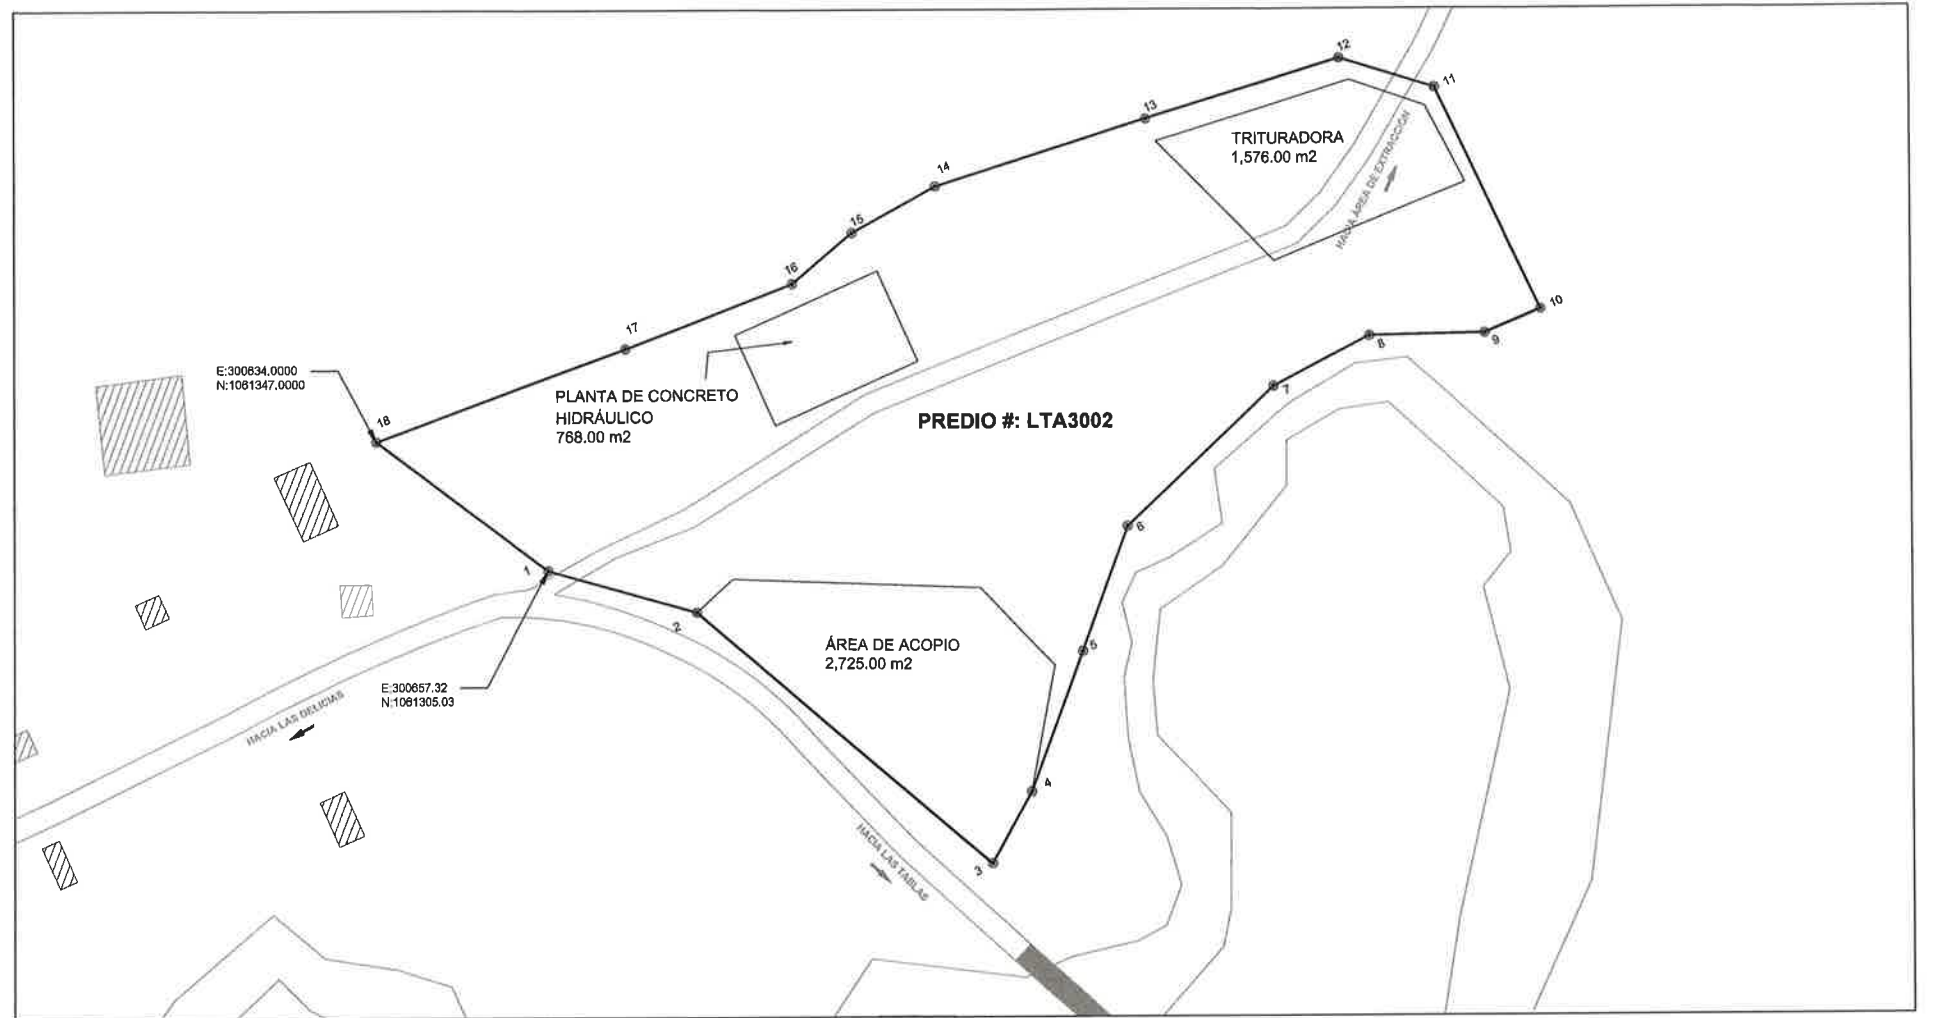 12
11
13
TRITURADORA
1,576.00 m2
HACIA ÁREA DE EXTRACCIÓN
14
15
16
10
17
8
9
E:300634.0000
N:1061347.0000
7
PLANTA DE CONCRETO
HIDRÁULICO
768.00 m2
PREDIO #: LTA3002
18
6
1
2
ÁREA DE ACOPIO
2,725.00 m2
5
E:300657.32
N:1061305.03
HACIA LAS DELICIAS
4
HACIA LAS TABLAS
3